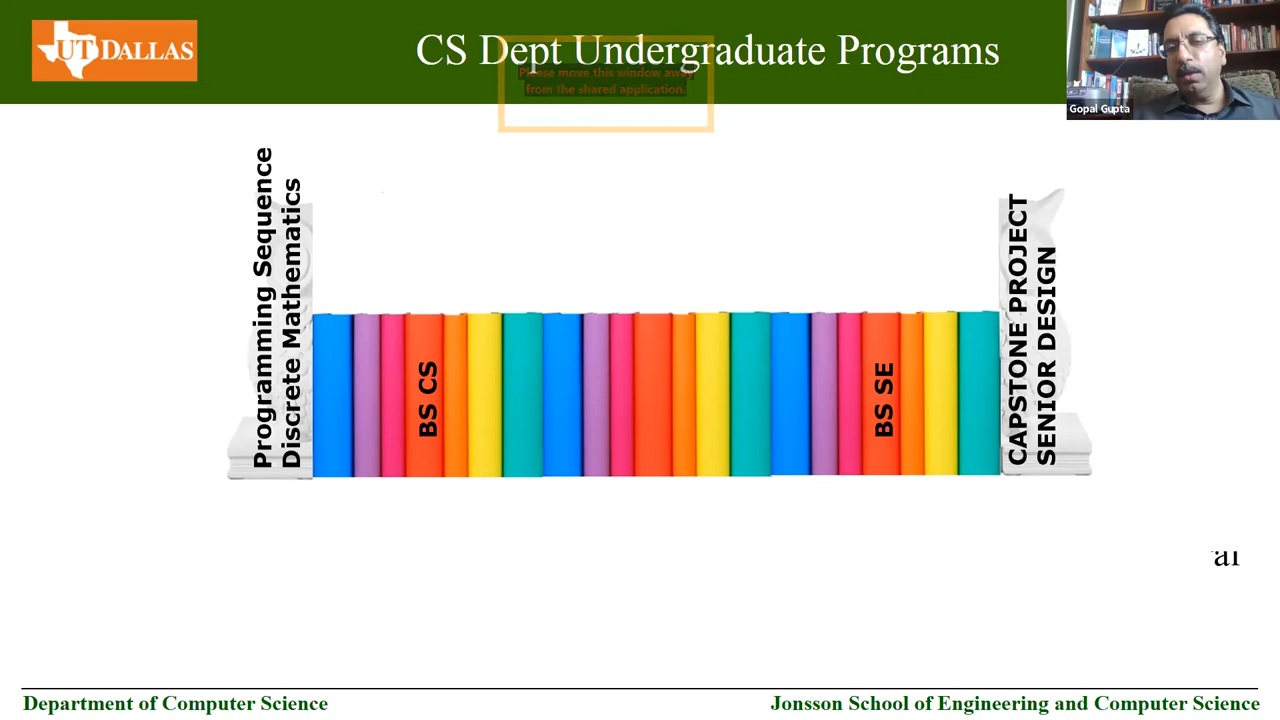 UT DALLAS
CS Dept Undergraduate Programs
Please move this window away
from the shared application.
Gopal Gupta
Programming Sequence
Discrete Mathematics
BS CS
BS SE
CAPSTONE PROJECT
SENIOR DESIGN
Department of Computer Science
Jonsson School of Engineering and Computer Science